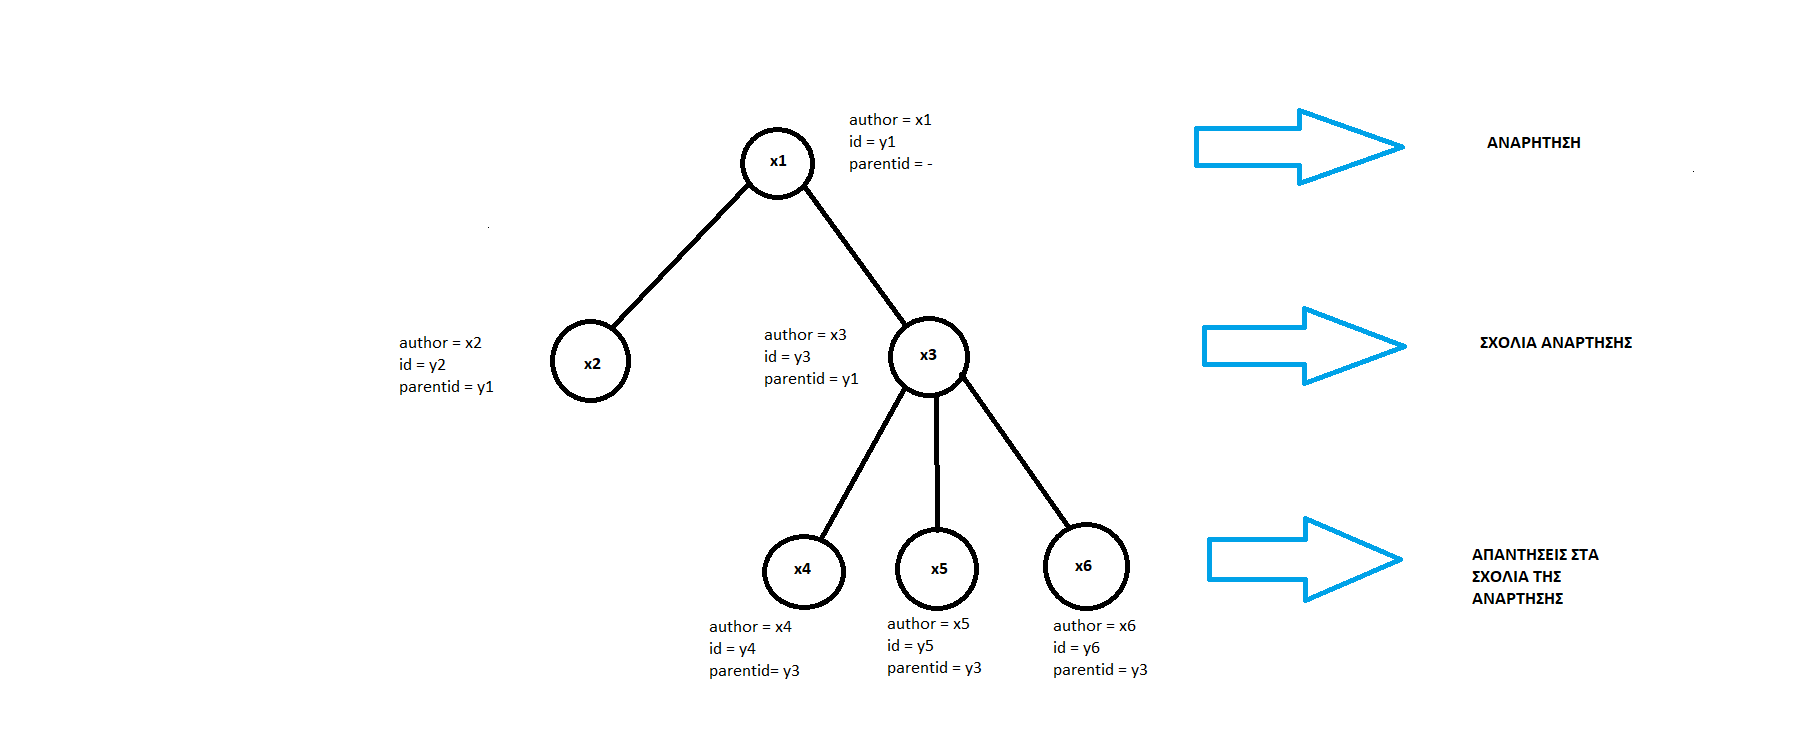 author = x1
id = y1
parentid = -
x1
ΑΝΑΡΗΤΗΣΗ
author = x2
id = y2
parentid = y1
x2
author = x3
id = y3
parentid = y1
x3
ΣΧΟΛΙΑ ΑΝΑΡΤΗΣΗΣ
x4
x5
x6
author = x4
id = y4
parentid= y3
author = x5
id = y5
parentid = y3
author = x6
id = y6
parentid = y3
ΑΠΑΝΤΗΣΕΙΣ ΣΤΑ
ΣΧΟΛΙΑ ΤΗΣ
ΑΝΑΡΤΗΣΗΣ